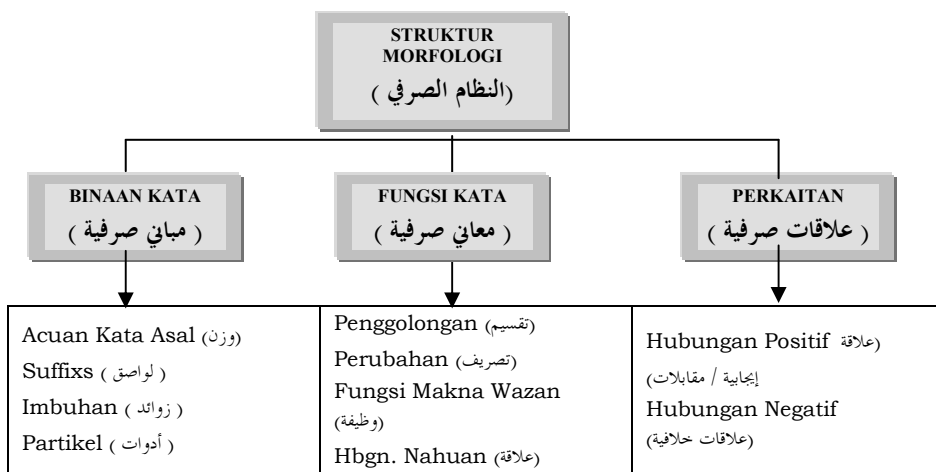 STRUKTUR
MORFOLOGI
(النظام الصرفي )
BINAAN KATA
( مباني صرفية )
FUNGSI KATA
( معاني صرفية )
PERKAITAN
( علاقات صرفية )
Acuan Kata Asal (وزن)
Suffixs ( لواصق )
Imbuhan ( زوائد )
Partikel ( أدوات )
Penggolongan (تقسيم)
Perubahan (تصريف)
Fungsi Makna Wazan
(وظيفة)
Hbgn. Nahuan (علاقة)
Hubungan Positif (علاقة
إيجابية / مقابلات)
Hubungan Negatif
(علاقات خلافية)